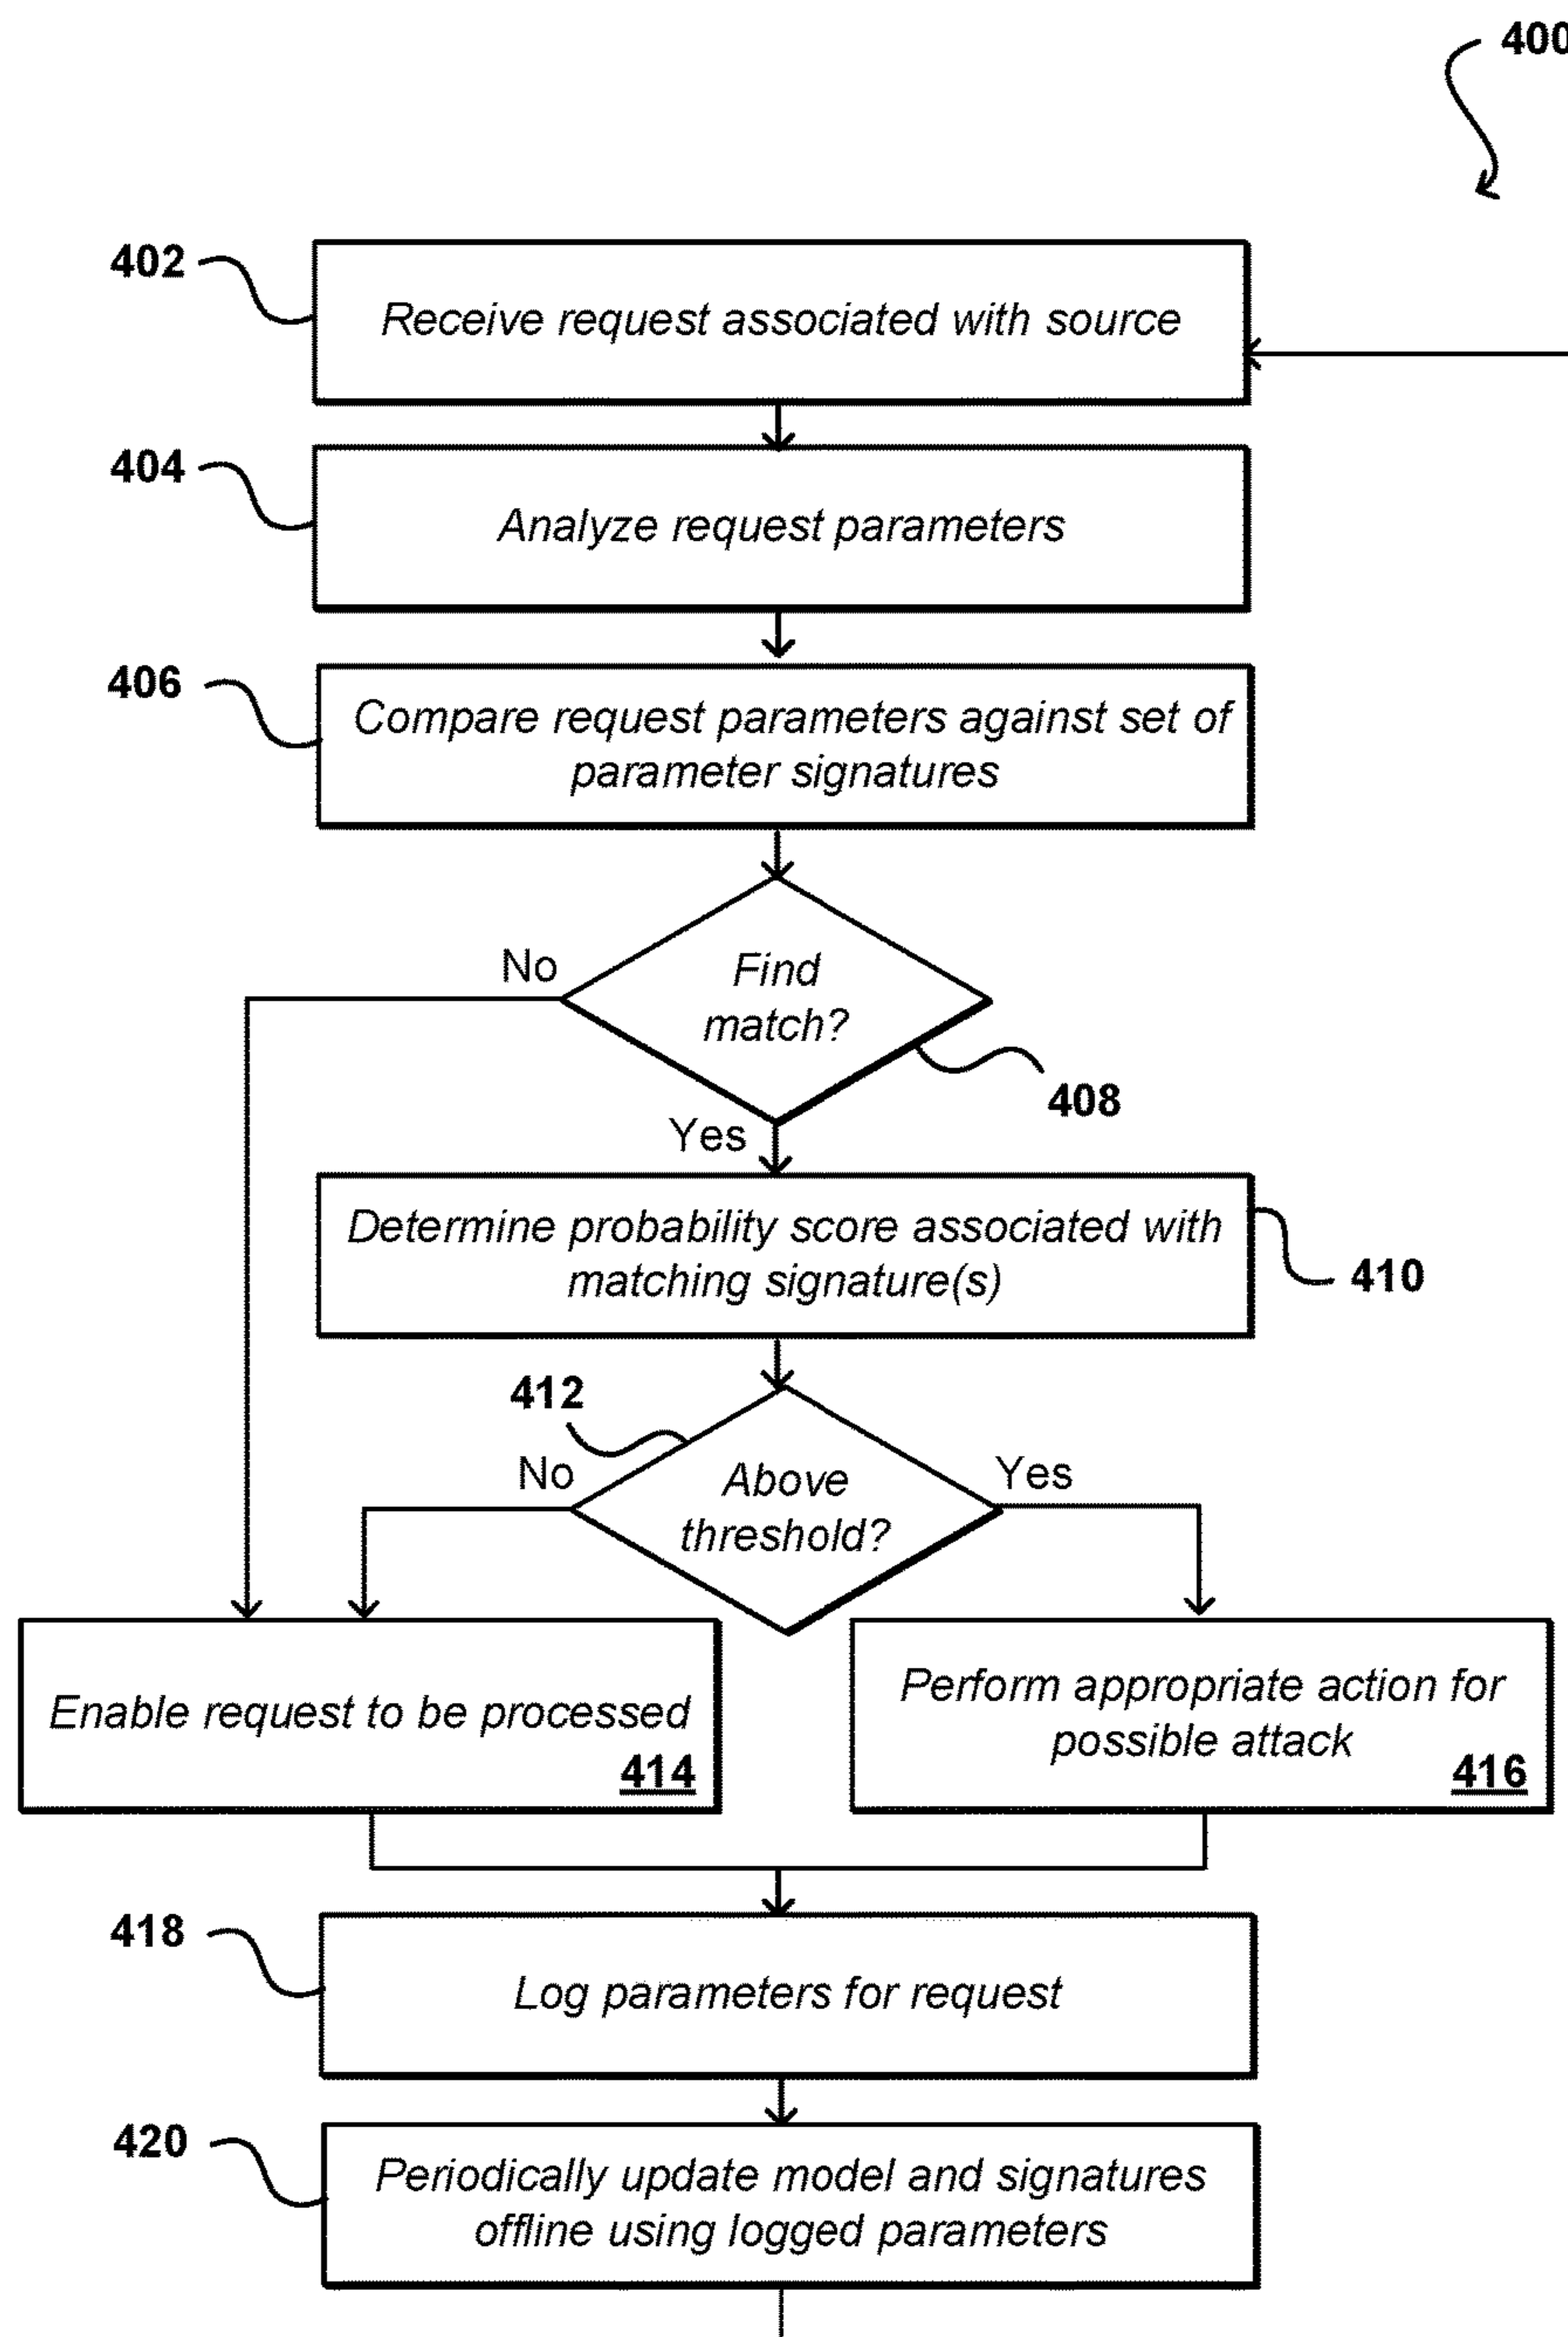 400
402
Receive request associated with source
404
Analyze request parameters
406
Compare request parameters against set of
parameter signatures
No
Find
match?
408
Yes
Determine probability score associated with
matching signature(s)
410
412
No
Above
threshold?
Yes
Enable request to be processed
414
Perform appropriate action for
possible attack
416
418
Log parameters for request
420
Periodically update model and signatures
offline using logged parameters